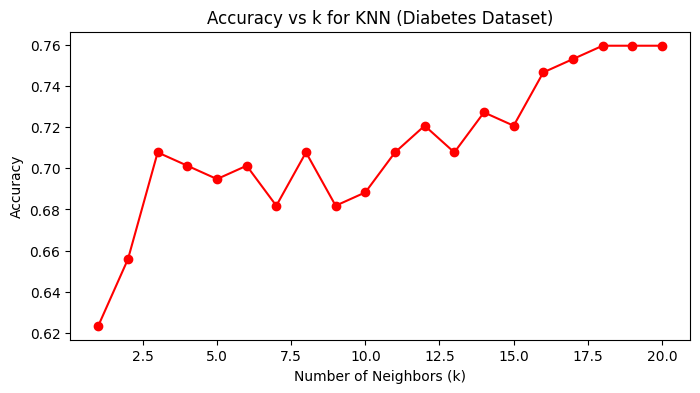 Accuracy vs k for KNN (Diabetes Dataset)
0.76
0.74
0.72
0.70
0.68
0.66
0.64
0.62
Accuracy
2.5 5.0 7.5 10.0 12.5 15.0 17.5 20.0
Number of Neighbors (k)